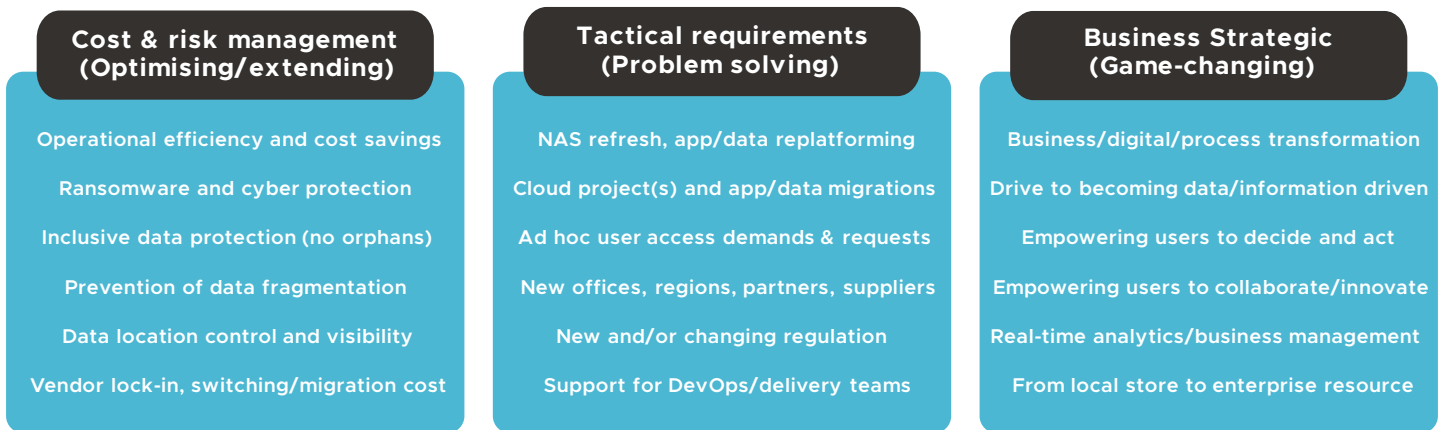 Cost & risk management
(Optimising/extending)
Operational efficiency and cost savings
Ransomware and cyber protection
Inclusive data protection (no orphans)
Prevention of data fragmentation
Data location control and visibility
Vendor lock-in, switching/migration cost
Tactical requirements
(Problem solving)
NAS refresh, app/data replatforming
Cloud project(s) and app/data migrations
Ad hoc user access demands & requests
New offices, regions, partners, suppliers
New and/or changing regulation
Support for DevOps/delivery teams
Business Strategic
(Game-changing)
Business/digital/process transformation
Drive to becoming data/information driven
Empowering users to decide and act
Empowering users to collaborate/innovate
Real-time analytics/business management
From local store to enterprise resource